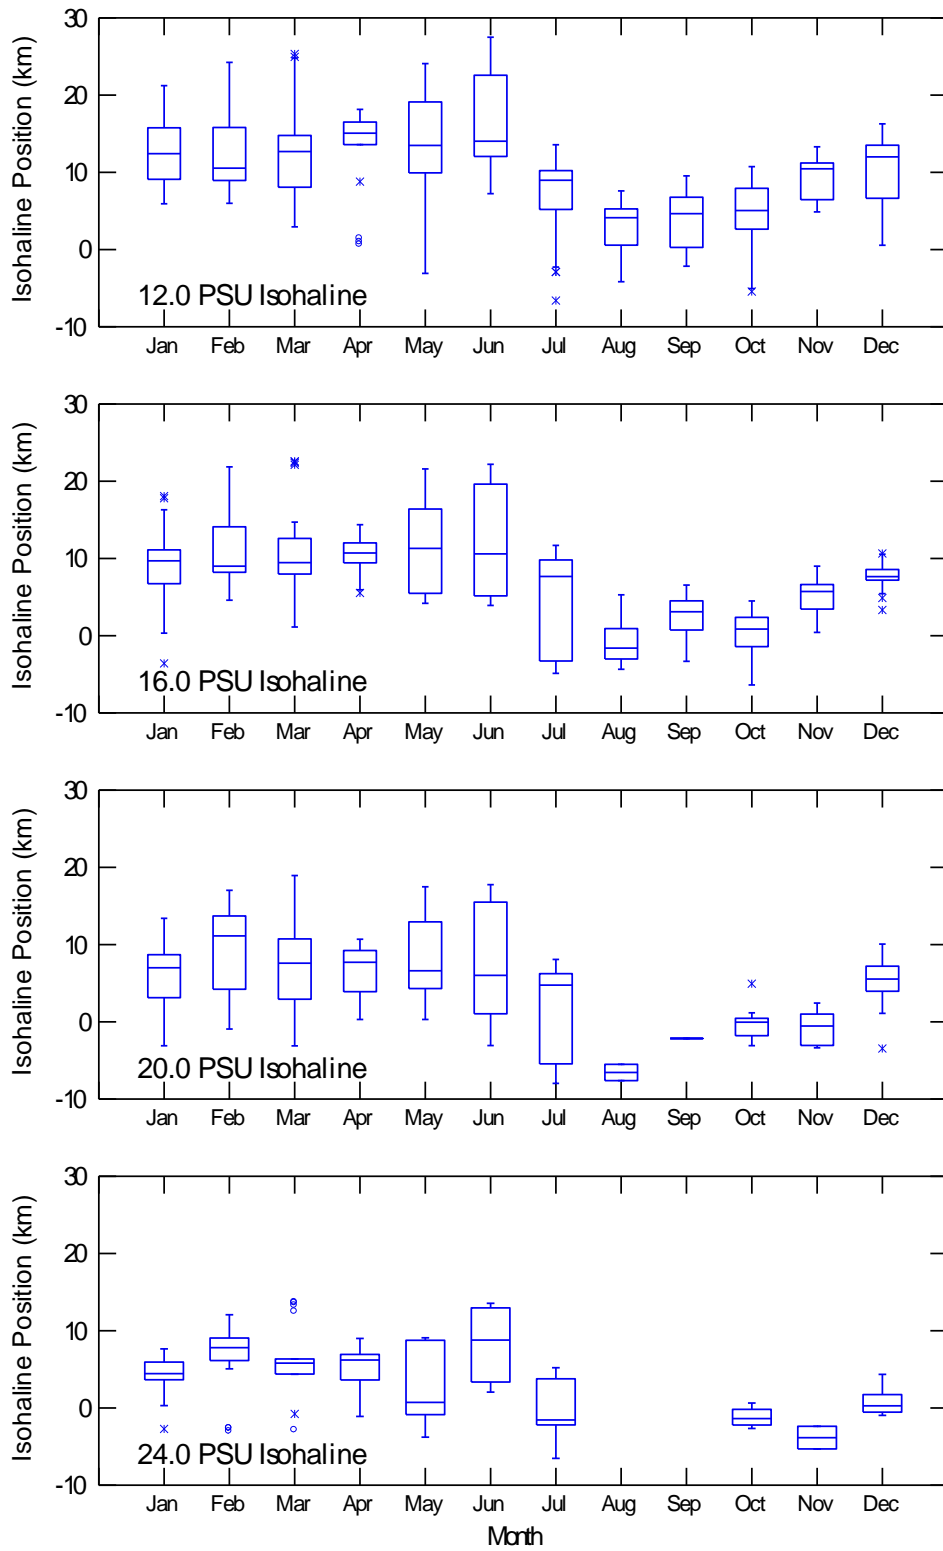 30
20
10
0
-10
Isohaline Position (km)
12.0 PSU Isohaline
Jan Feb Mar Apr May Jun Jul Aug Sep Oct Nov Dec
30
20
10
0
-10
Isohaline Position (km)
16.0 PSU Isohaline
Jan Feb Mar Apr May Jun Jul Aug Sep Oct Nov Dec
30
20
10
0
-10
Isohaline Position (km)
20.0 PSU Isohaline
Jan Feb Mar Apr May Jun Jul Aug Sep Oct Nov Dec
30
20
10
0
-10
Isohaline Position (km)
24.0 PSU Isohaline
Jan Feb Mar Apr May Jun Jul Aug Sep Oct Nov Dec
Month